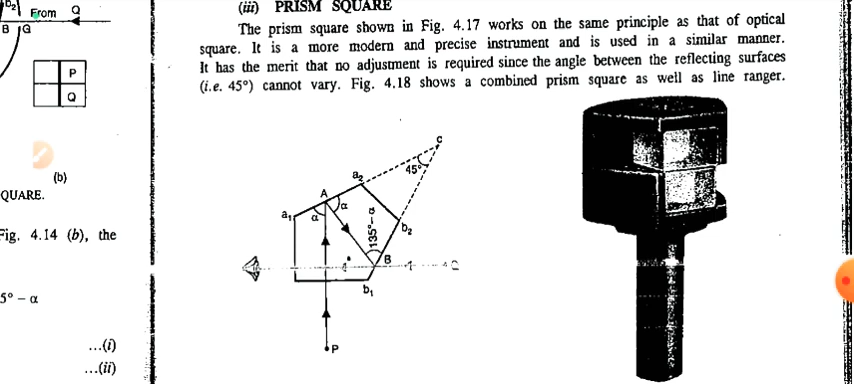 From Q
B Q
P
Q
(b)
QUARE.
Fig. 4.14 (b), the
5° – α
...(i)
...(ii)
(iii) PRISM SQUARE
The prism square shown in Fig. 4.17 works on the same principle as that of optical
square. It is a more modern and precise instrument and is used in a similar manner.
It has the merit that no adjustment is required since the angle between the reflecting surfaces
(i.e. 45°) cannot vary. Fig. 4.18 shows a combined prism square as well as line ranger.
C
45°
a₂
A
α
α
a₁
135°–α
b₂
B
b₁
P